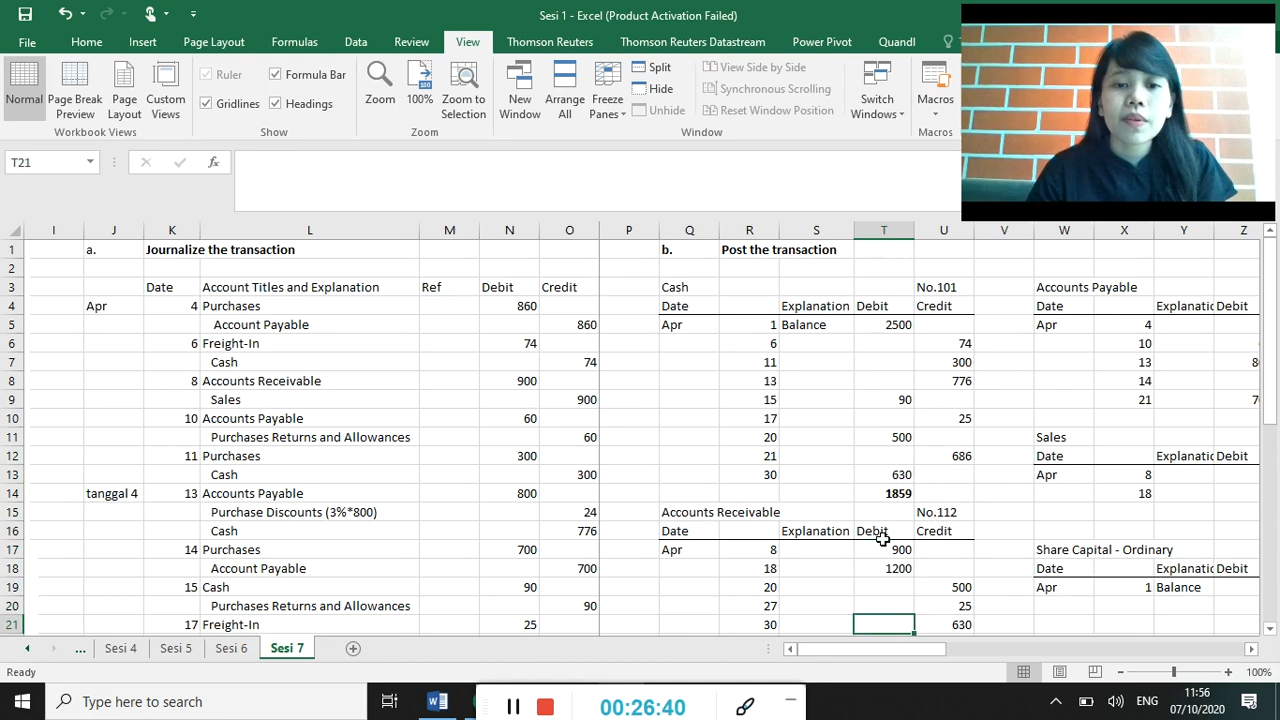 Sesi 1 - Excel (Product Activation Failed)
File Home Insert Page Layout Formulas Data Review View Thomson Reuters Thomson Reuters Datastream Power Pivot Quandl
Normal Page Break Preview Page Layout Custom Views
Ruler Formula Bar
Gridlines Headings
Zoom 100% Zoom to Selection
New Window Arrange All Freeze Panes
Split
Hide
Unhide
View Side by Side
Synchronous Scrolling
Reset Window Position
Switch Windows Macros
Workbook Views Show Zoom Window Macros
T21 fx
I J K L M N O P Q R S T U V W X Y Z
1 a. Journalize the transaction b. Post the transaction
2
3 Date Account Titles and Explanation Ref Debit Credit Cash No.101 Accounts Payable
4 Apr 4 Purchases 860 Date Explanation Debit Credit Date Explanatic Debit
5 Account Payable 860 Apr 1 Balance 2500 Apr 4
6 6 Freight-In 74 6 74 10
7 Cash 74 11 300 13 8
8 8 Accounts Receivable 900 13 776 14
9 Sales 900 15 90 21 7
10 10 Accounts Payable 60 17 25
11 Purchases Returns and Allowances 60 20 500 Sales
12 11 Purchases 300 21 686 Date Explanatic Debit
13 Cash 300 30 630 Apr 8
14 tanggal 4 13 Accounts Payable 800 1859 18
15 Purchase Discounts (3%*800) 24 Accounts Receivable No.112
16 Cash 776 Date Explanation Debit Credit
17 14 Purchases 700 Apr 8 900 Share Capital - Ordinary
18 Account Payable 700 18 1200 Date Explanatic Debit
19 15 Cash 90 20 500 Apr 1 Balance
20 Purchases Returns and Allowances 90 27 25
21 17 Freight-In 25 30 630
... Sesi 4 Sesi 5 Sesi 6 Sesi 7
Ready 100%
Type here to search
00:26:40
ENG
11:56
07/10/2020